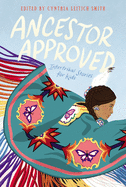 EDITED BY CYNTHIA LEITICH SMITH
ANCESTOR
APPROVED
Intertribal Stories
for Kids